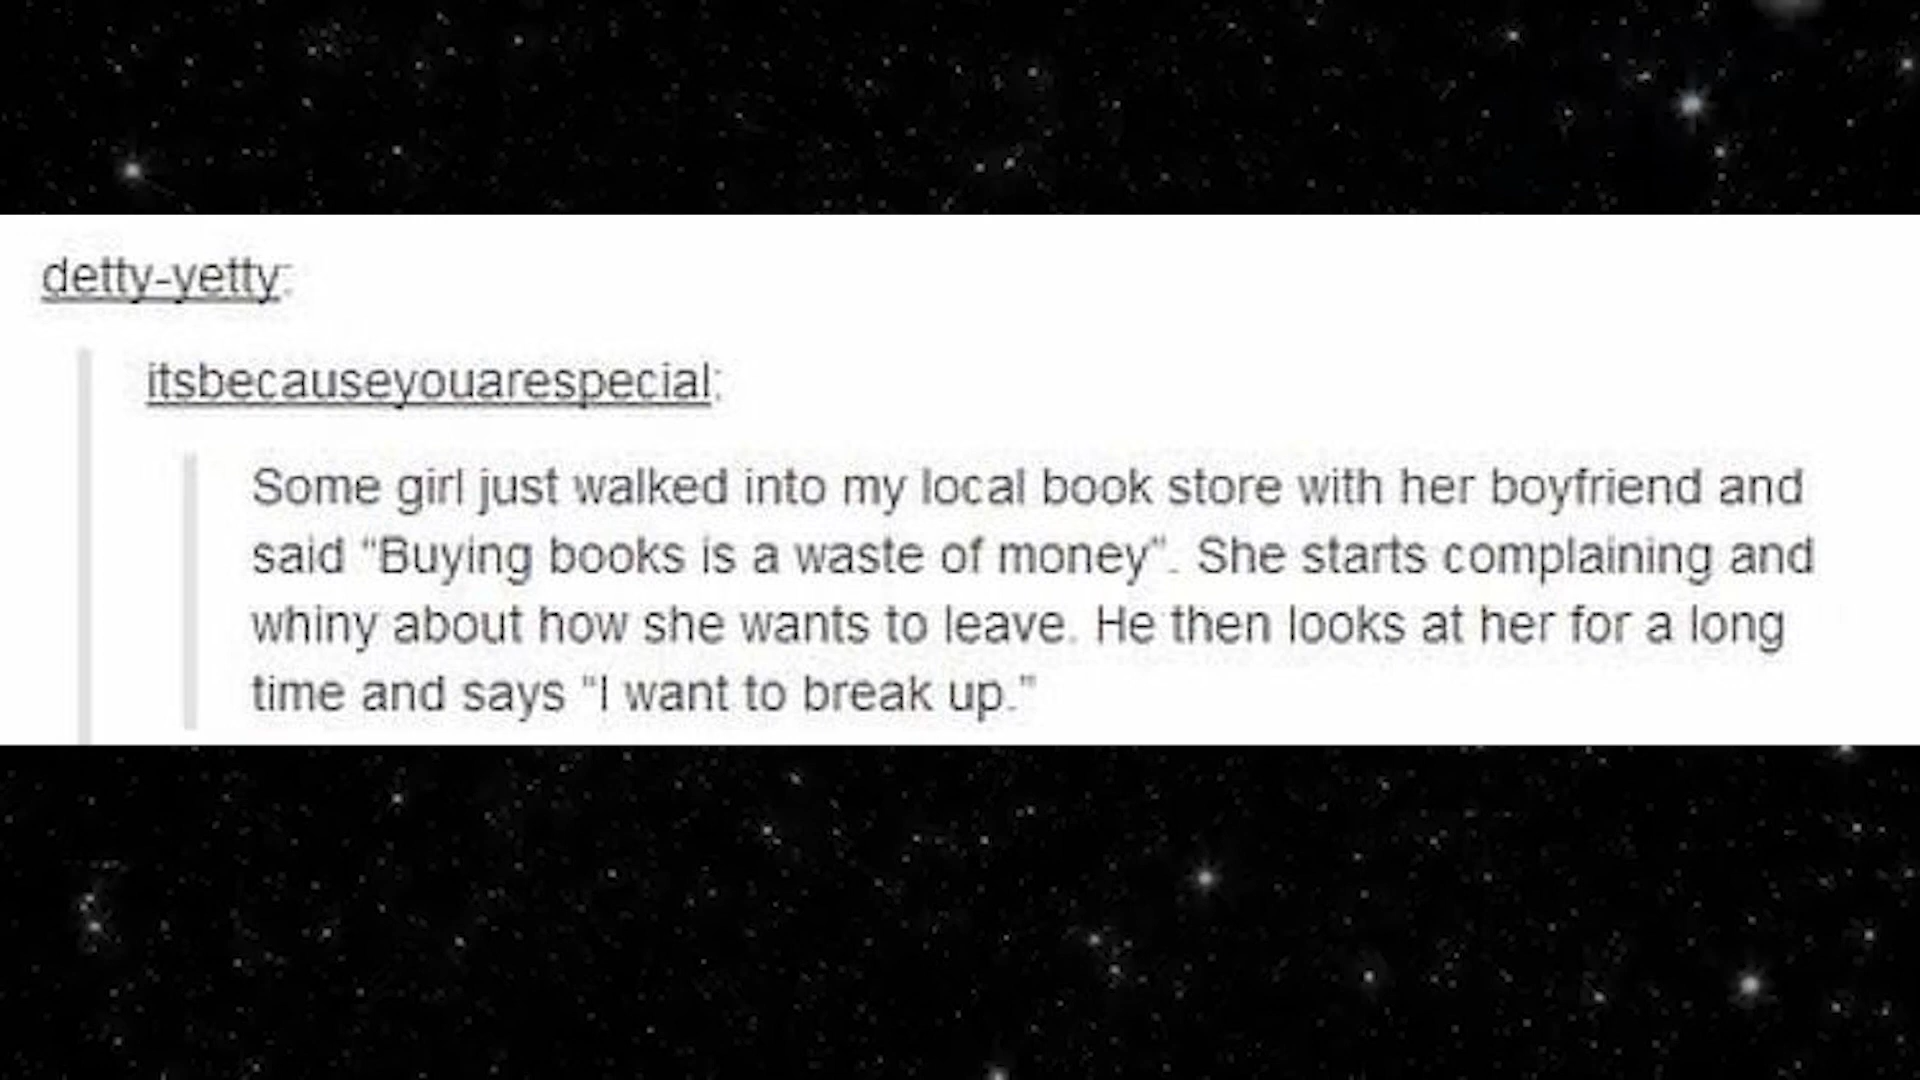 detty-yetty:
itsbecauseyouarespecial:
Some girl just walked into my local book store with her boyfriend and
said "Buying books is a waste of money". She starts complaining and
whiny about how she wants to leave. He then looks at her for a long
time and says "I want to break up."